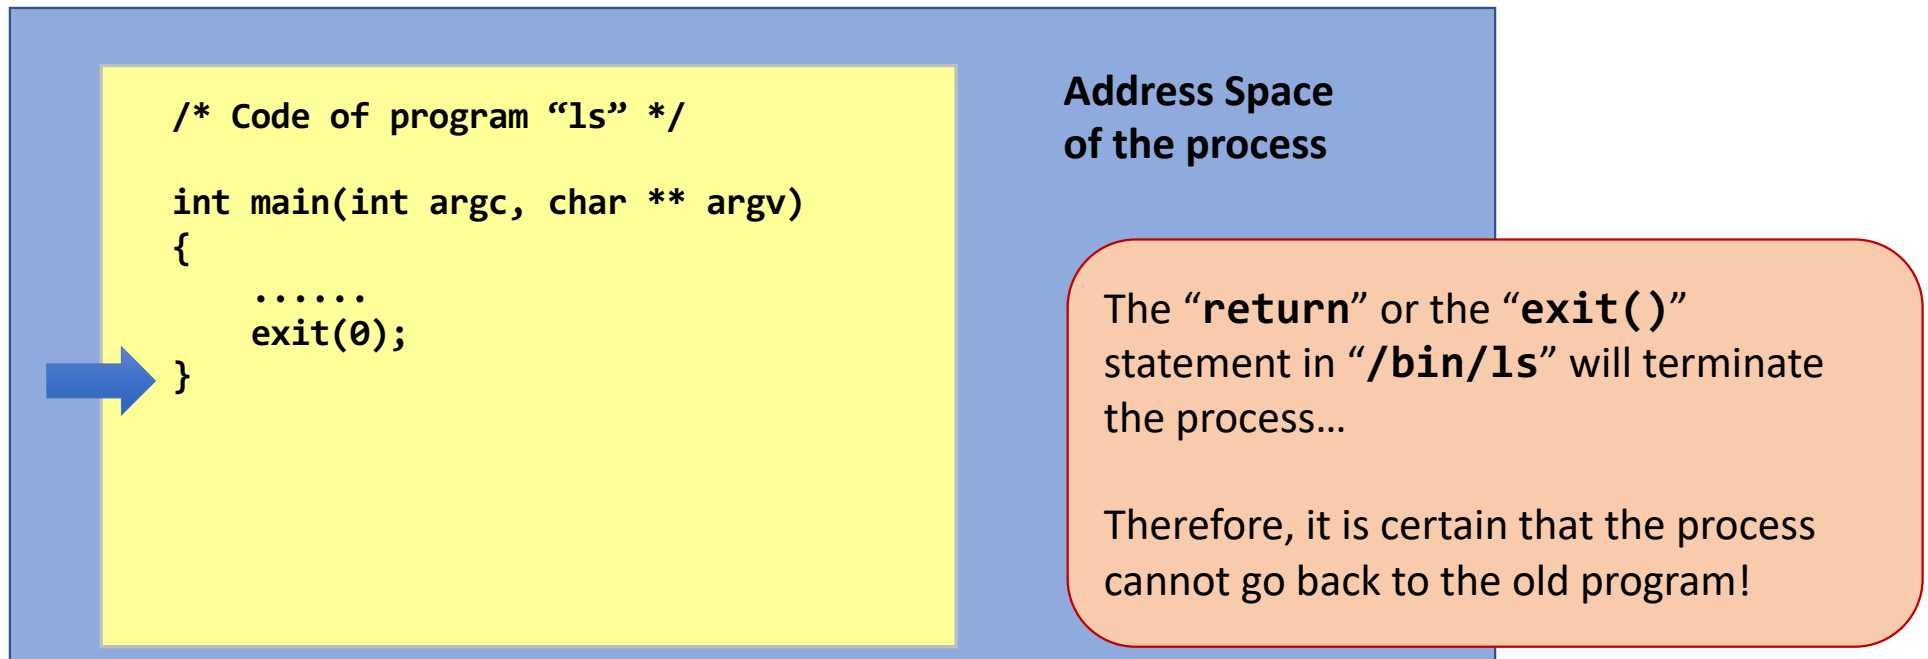 /* Code of program “ls” */
int main(int argc, char ** argv)
{
......
exit(0);
}
Address Space
of the process
The “return” or the “exit()”
statement in “/bin/ls” will terminate
the process…
Therefore, it is certain that the process
cannot go back to the old program!